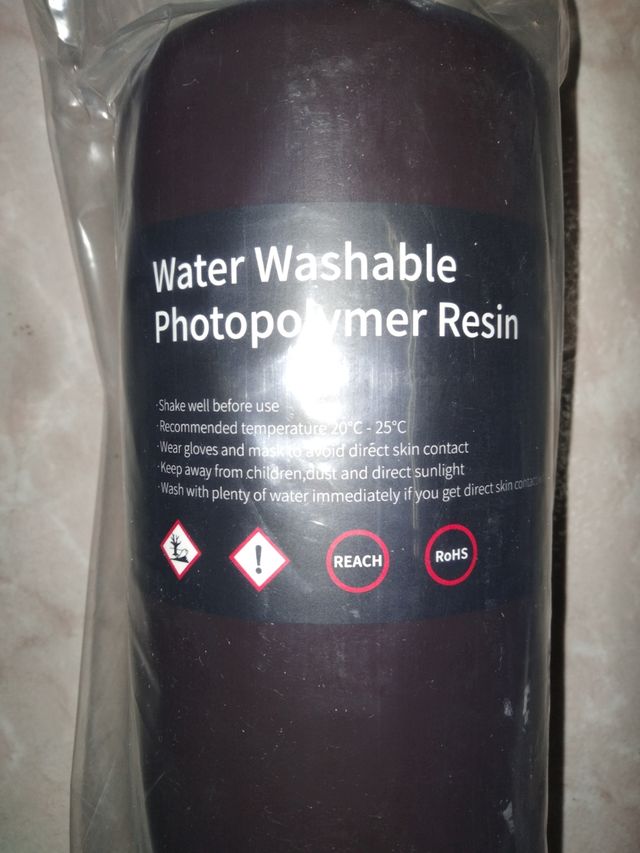 Water Washable
Photopolymer Resin
·Shake well before use
·Recommended temperature 20°C - 25°C
·Wear gloves and mask to avoid direct skin contact
·Keep away from children,dust and direct sunlight
·Wash with plenty of water immediately if you get direct skin contact
REACH
RoHS